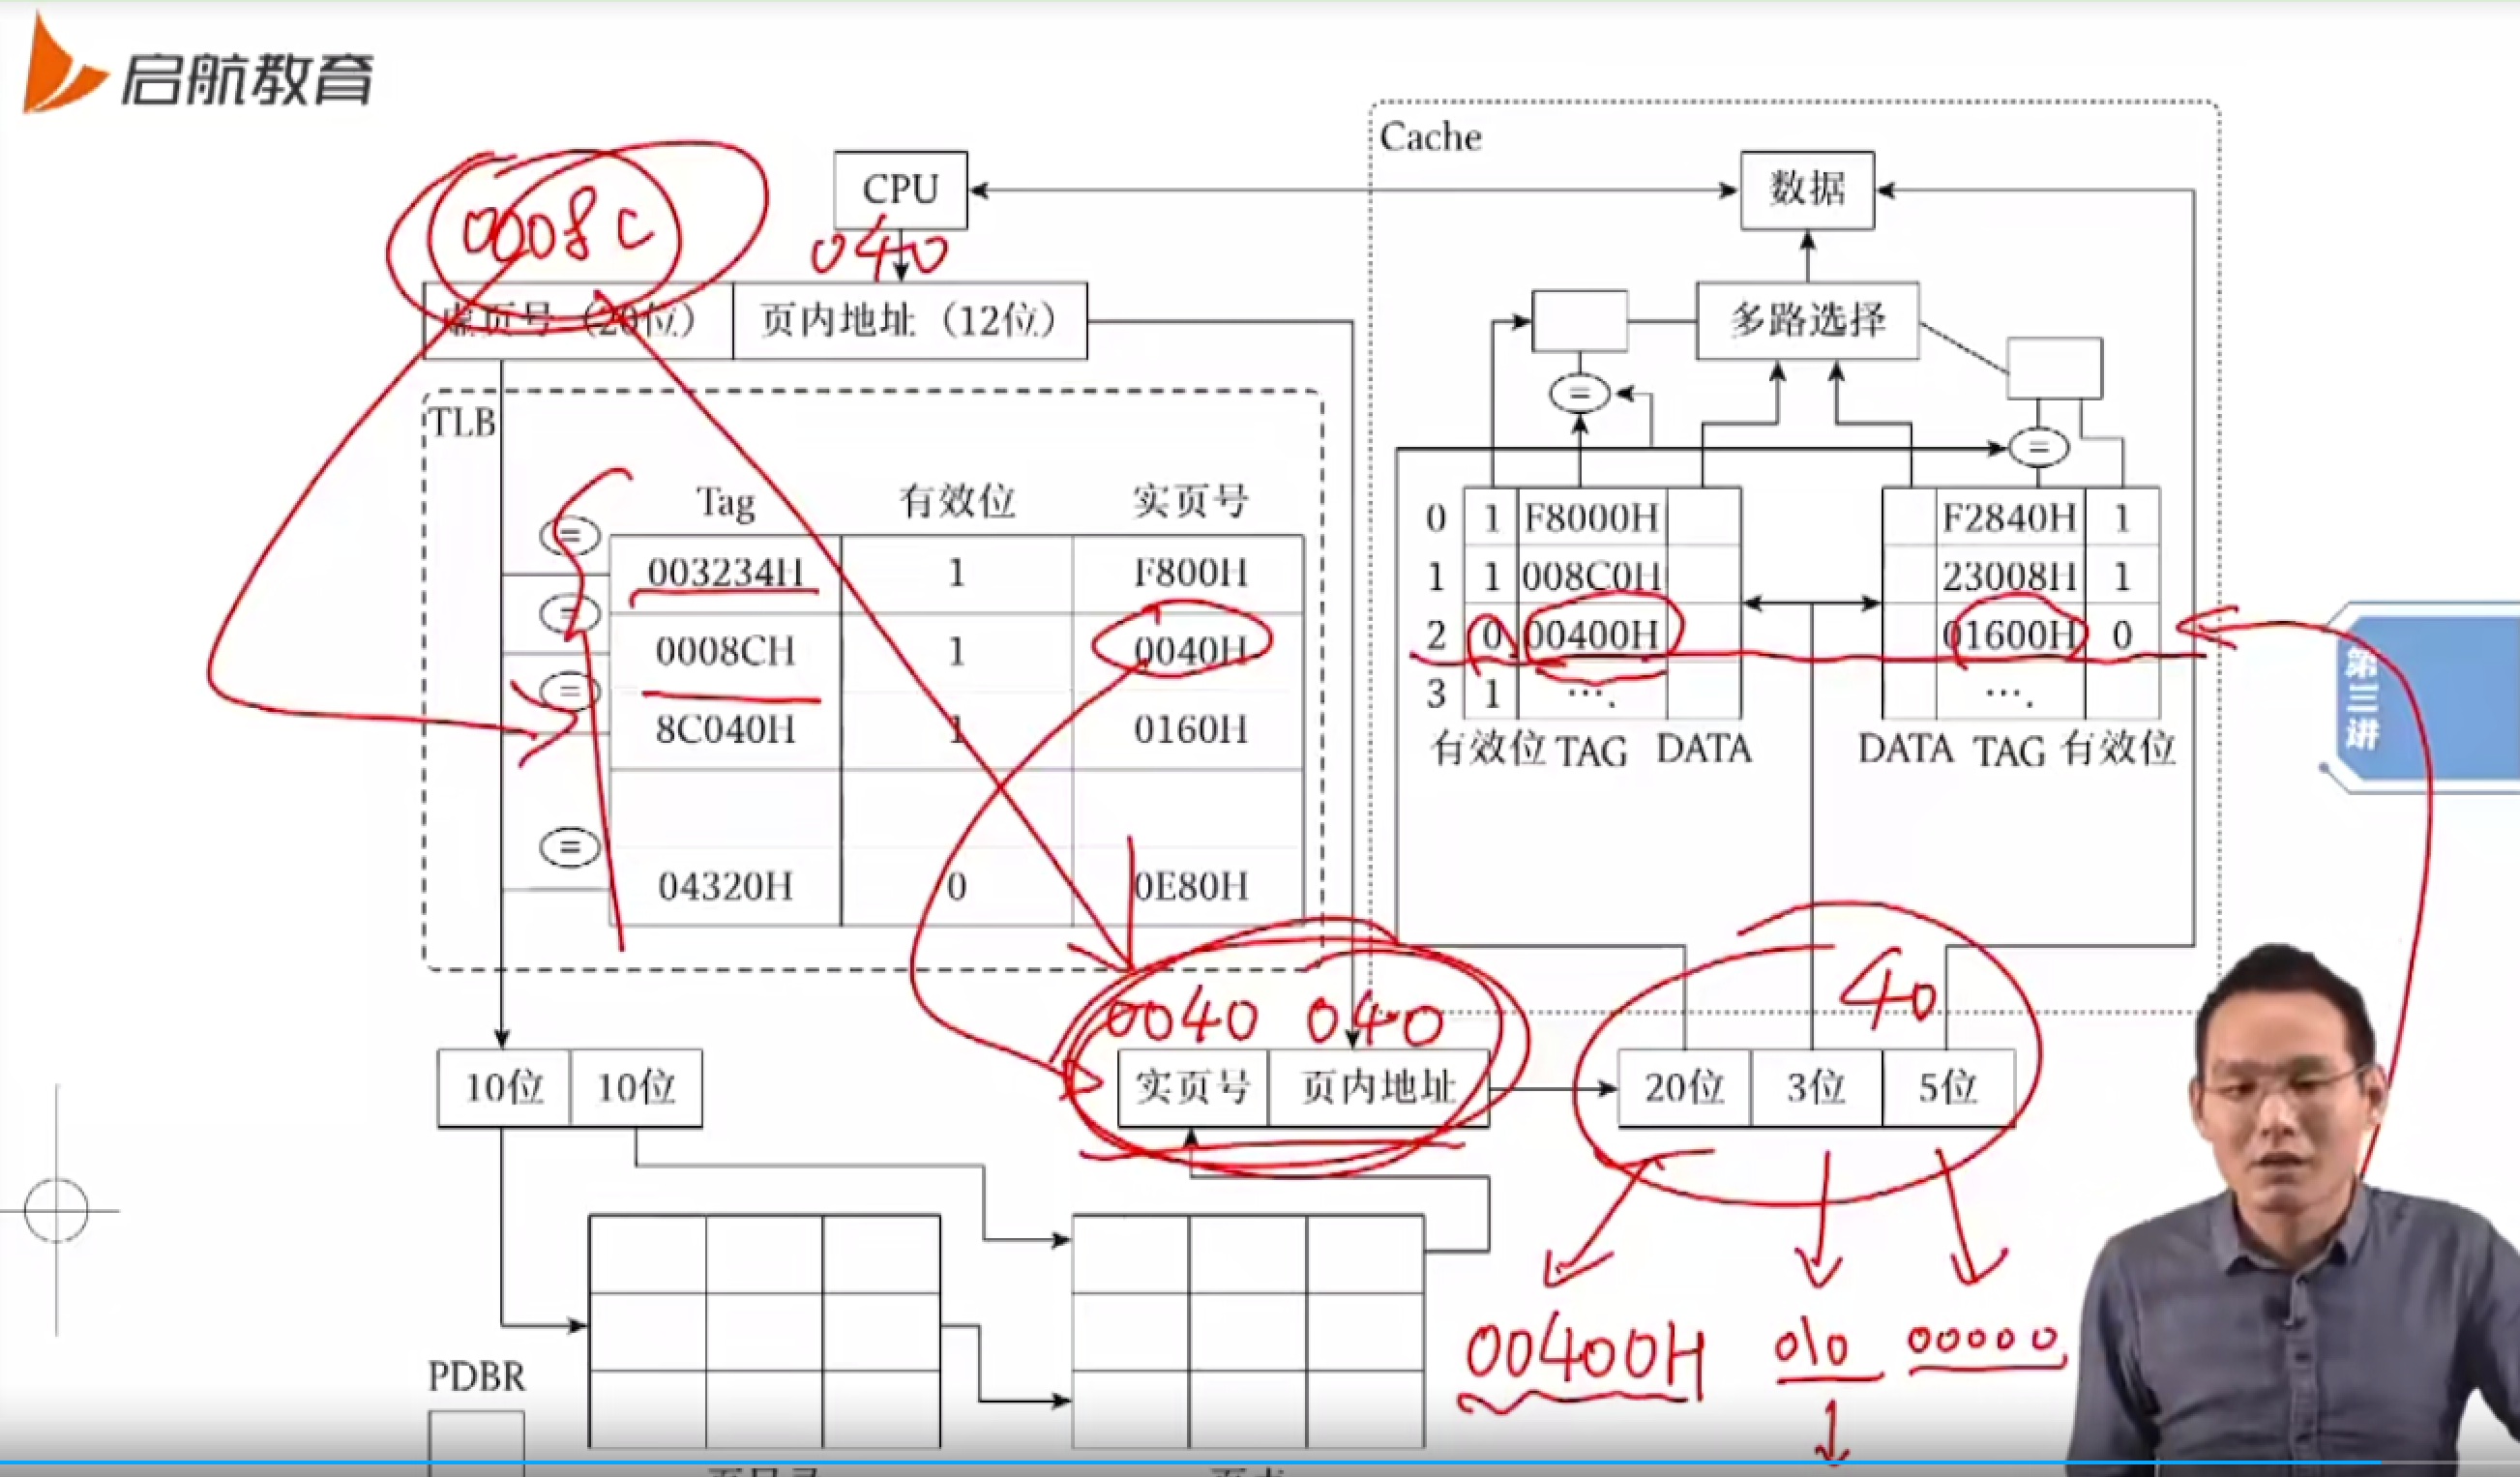 启航教育
Cache
CPU
数据
0008C
040
虚页号（20位）
页内地址（12位）
多路选择
=
=
TLB
Tag
有效位
实页号
=
003234H
1
F800H
=
0008CH
1
0040H
=
8C040H
1
0160H
=
04320H
0
0E80H
0
1
F8000H
F2840H
1
1
1
008C0H
23008H
1
2
0
00400H
01600H
0
3
1
….
….
有效位
TAG
DATA
DATA
TAG
有效位
第三讲
0040
040
40
10位
10位
实页号
页内地址
20位
3位
5位
00400H
010
00000
PDBR